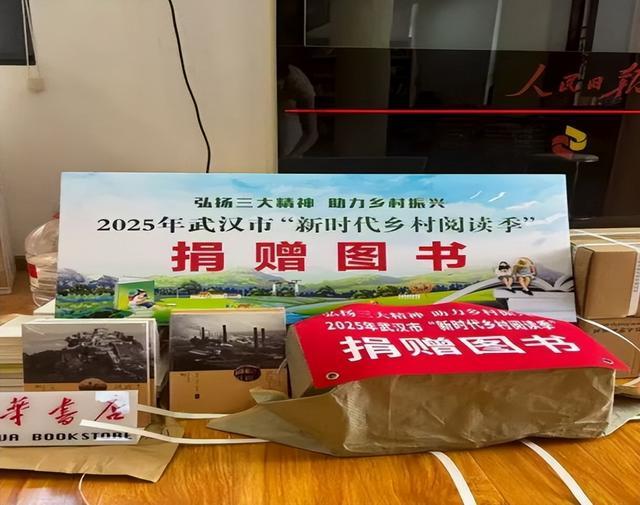 人民日报
弘扬三大精神 助力乡村振兴
2025年武汉市“新时代乡村阅读季”
捐赠图书
弘扬三大精神 助力乡村振兴
2025年武汉市“新时代乡村阅读季”
捐赠图书
华書店
UA BOOKSTORE